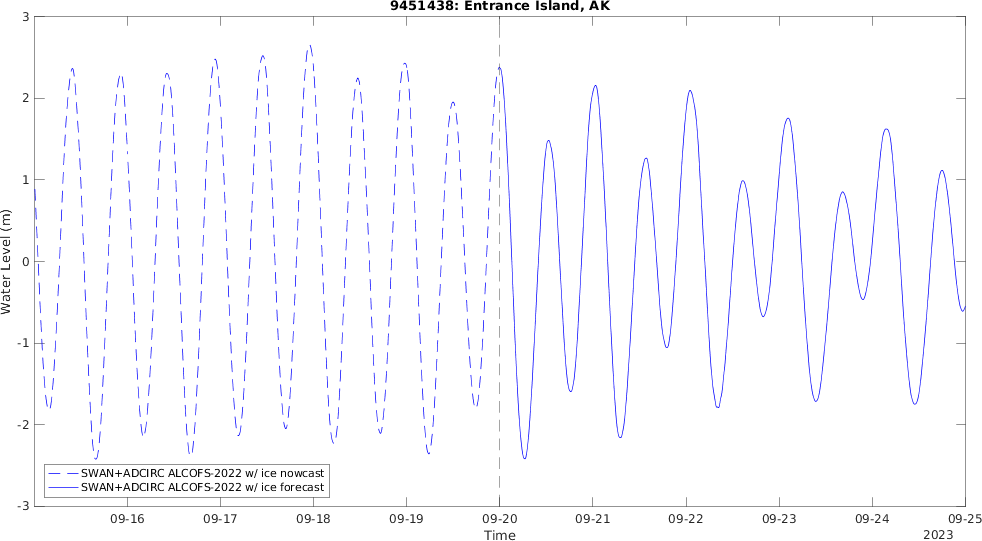 9451438: Entrance Island, AK
3
2
1
0
-1
-2
-3
Water Level (m)
SWAN+ADCIRC ALCOFS-2022 w/ ice nowcast
SWAN+ADCIRC ALCOFS-2022 w/ ice forecast
09-16 09-17 09-18 09-19 09-20 09-21 09-22 09-23 09-24 09-25
Time
2023